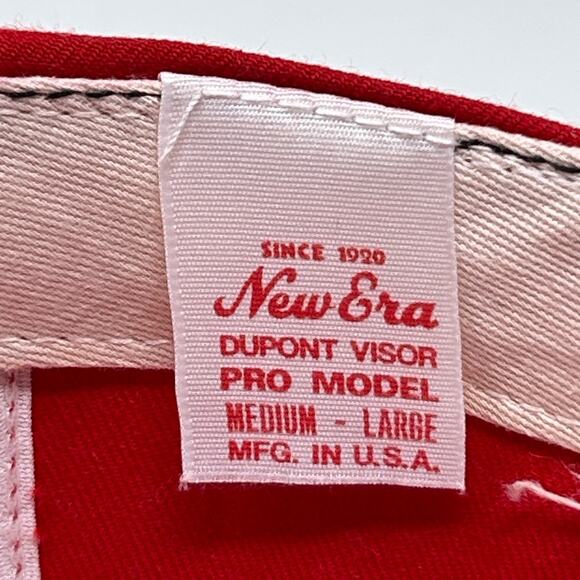 SINCE 1920
New Era
DUPONT VISOR
PRO MODEL
MEDIUM - LARGE
MFG. IN U.S.A.